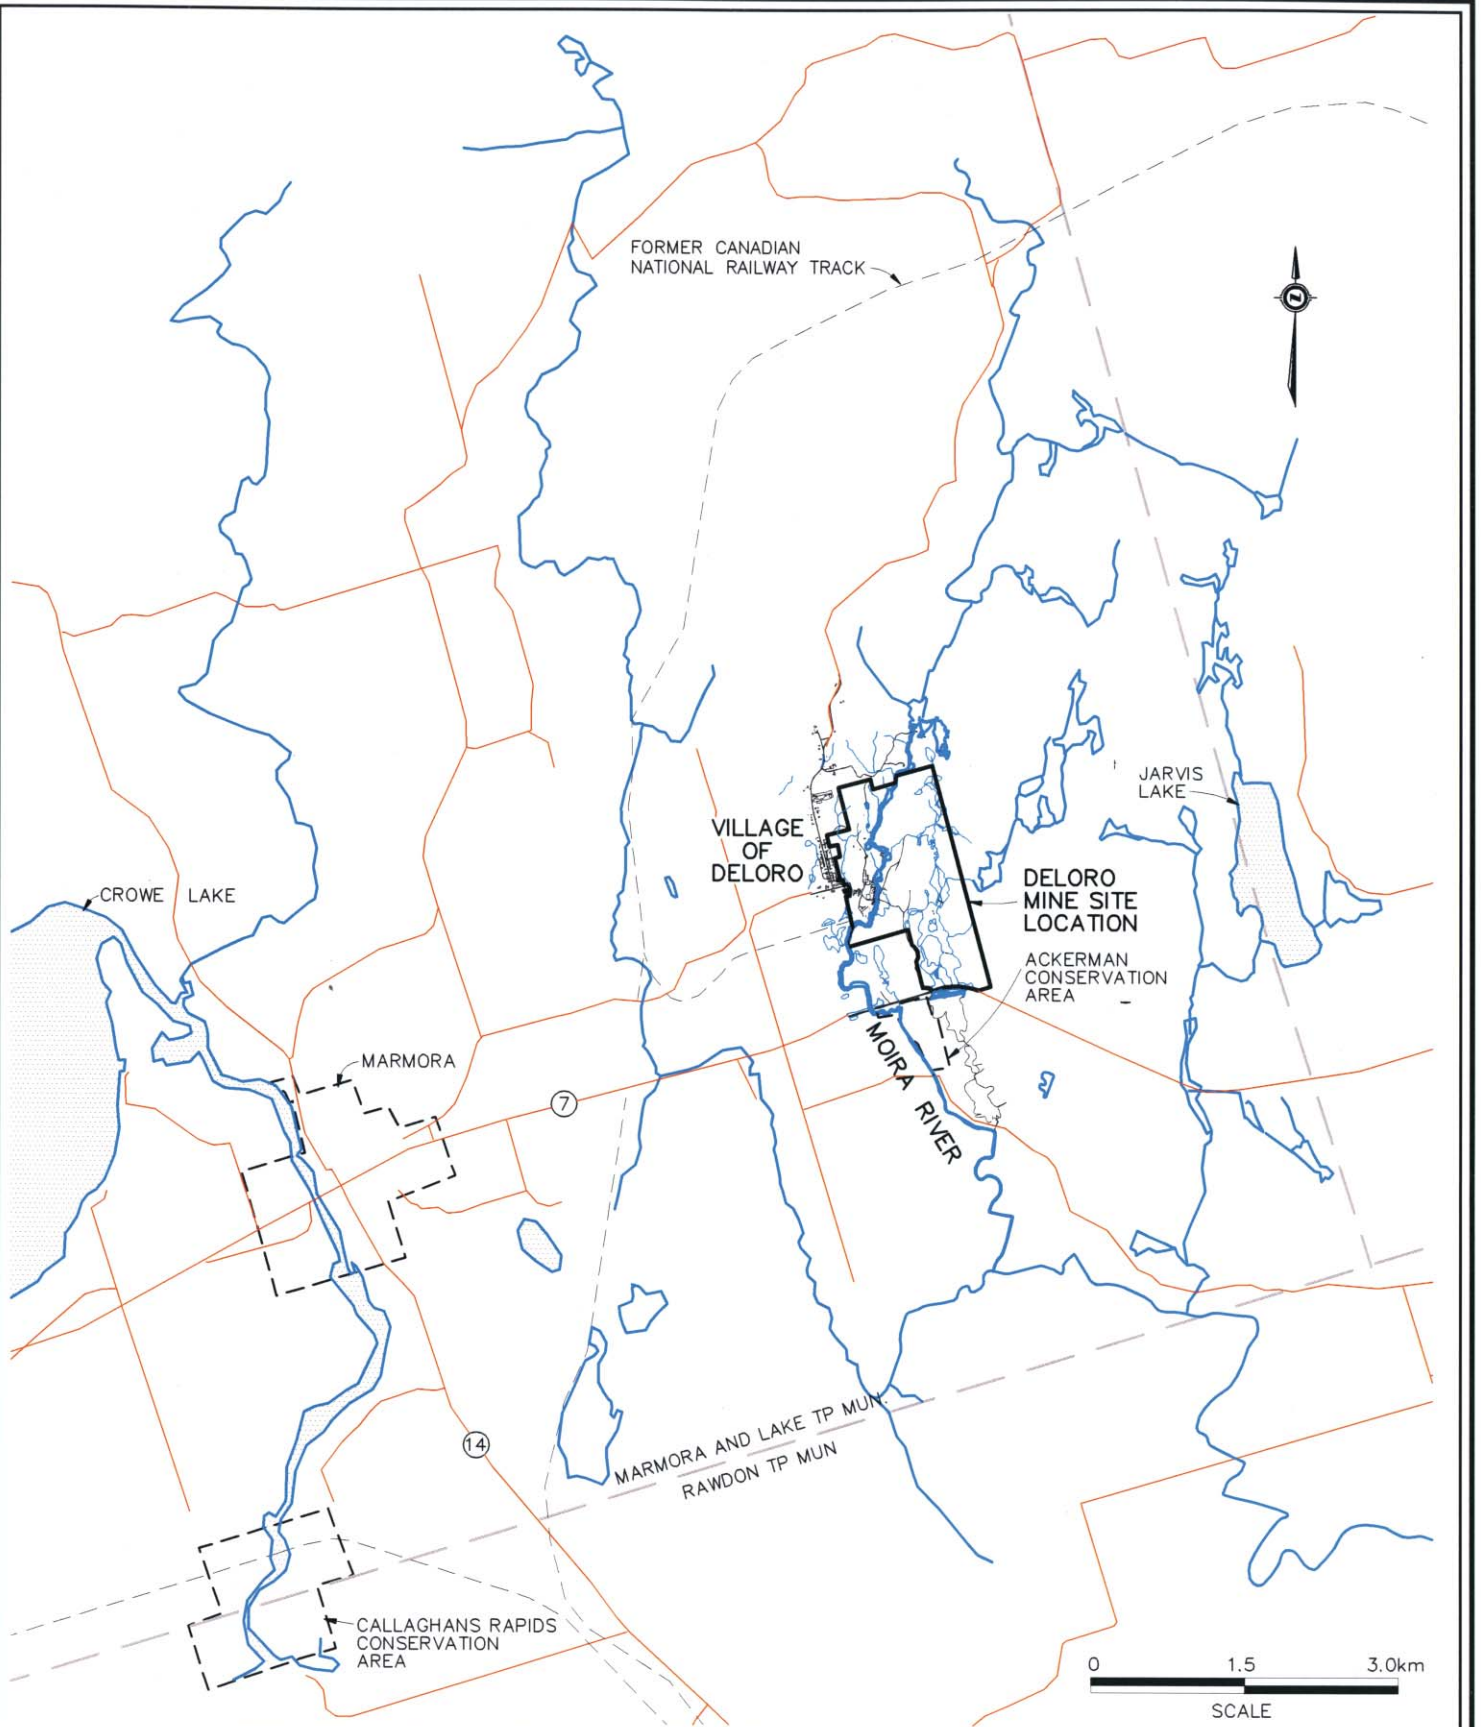 FORMER CANADIAN
NATIONAL RAILWAY TRACK
N
JARVIS
LAKE
VILLAGE
OF
DELORO
DELORO
MINE SITE
LOCATION
CROWE LAKE
ACKERMAN
CONSERVATION
AREA
MOIRA RIVER
MARMORA
7
14
MARMORA AND LAKE TP MUN.
RAWDON TP MUN
CALLAGHANS RAPIDS
CONSERVATION
AREA
0 1.5 3.0km
SCALE